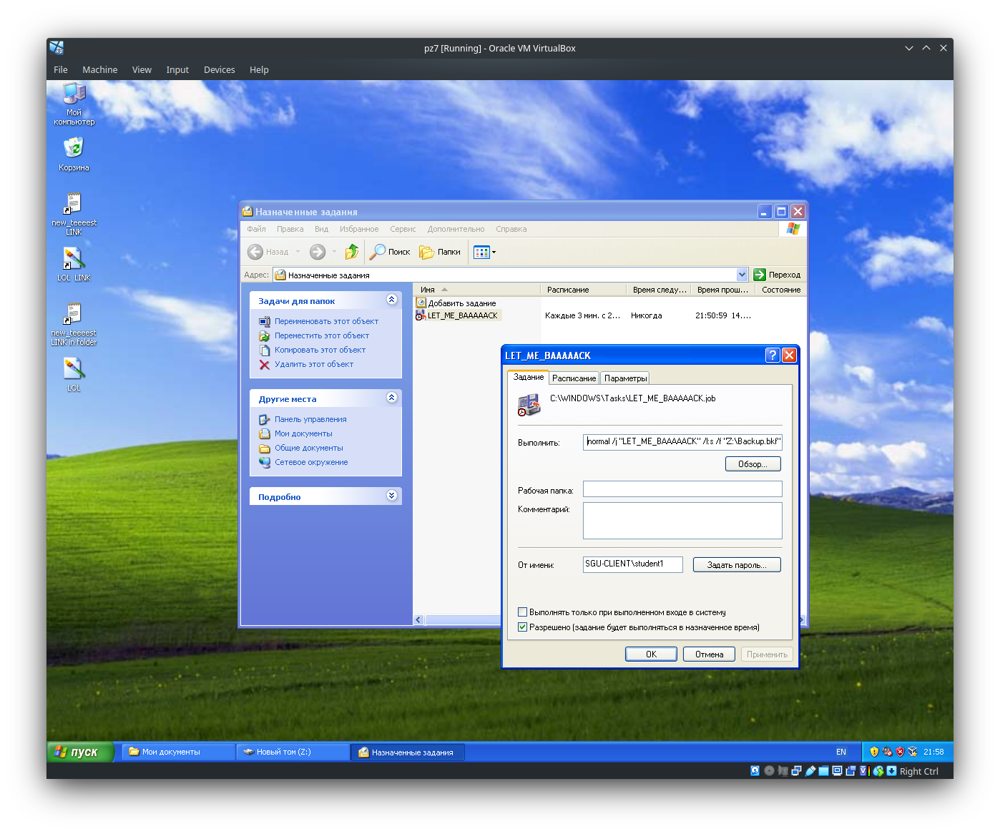 pz7 [Running] - Oracle VM VirtualBox
File Machine View Input Devices Help
Мой
компьютер
Корзина
new_teeeest
LINK
LOL LINK
new_teeeest
LINK in folder
LOL
Назначенные задания
Файл Правка Вид Избранное Сервис Дополнительно Справка
Назад Поиск Папки
Адрес: Назначенные задания Переход
Задачи для папок
Переименовать этот объект
Переместить этот объект
Копировать этот объект
Удалить этот объект
Другие места
Панель управления
Мои документы
Общие документы
Сетевое окружение
Подробно
Имя Расписание Время следу... Время прош... Состояние
Добавить задание
LET_ME_BAAAAACK Каждые 3 мин. с 2... Никогда 21:50:59 14....
LET_ME_BAAAAACK
Задание Расписание Параметры
C:\WINDOWS\Tasks\LET_ME_BAAAAACK.job
Выполнить: normal /j "LET_ME_BAAAAACK" /l:s /f "Z:\Backup.bkf"
Обзор...
Рабочая папка:
Комментарий:
От имени: SGU-CLIENT\student1 Задать пароль...
Выполнять только при выполненном входе в систему
Разрешено (задание будет выполняться в назначенное время)
ОК Отмена Применить
пуск Мои документы Новый том (Z:) Назначенные задания EN 21:58
Right Ctrl